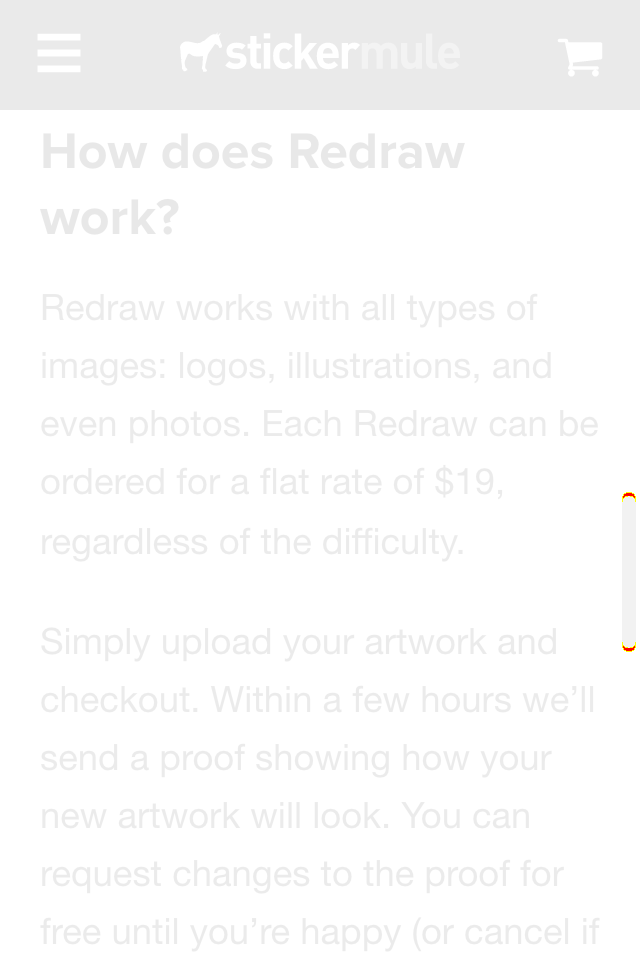 stickermule
How does Redraw
work?
Redraw works with all types of
images: logos, illustrations, and
even photos. Each Redraw can be
ordered for a flat rate of $19,
regardless of the difficulty.
Simply upload your artwork and
checkout. Within a few hours we’ll
send a proof showing how your
new artwork will look. You can
request changes to the proof for
free until you’re happy (or cancel if